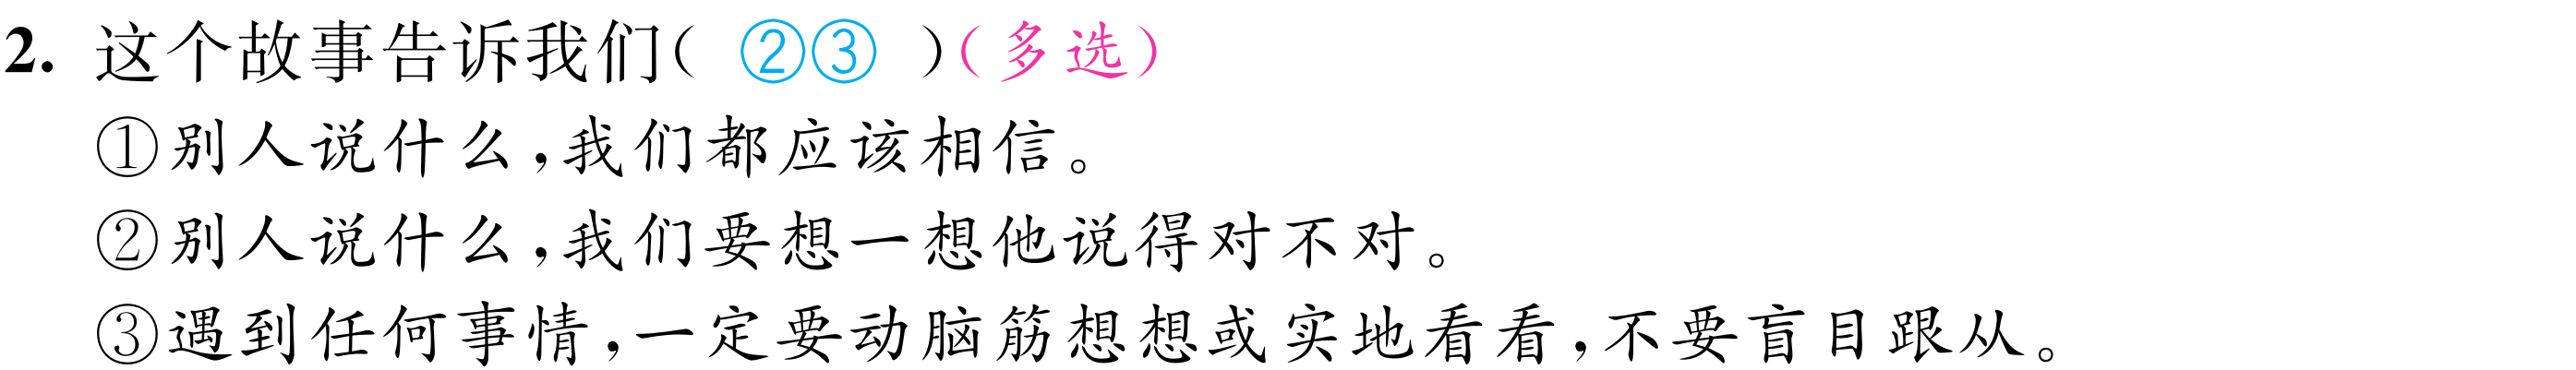 2. 这个故事告诉我们( ②③ )(多选)
①别人说什么,我们都应该相信。
②别人说什么,我们要想一想他说得对不对。
③遇到任何事情,一定要动脑筋想想或实地看看,不要盲目跟从。